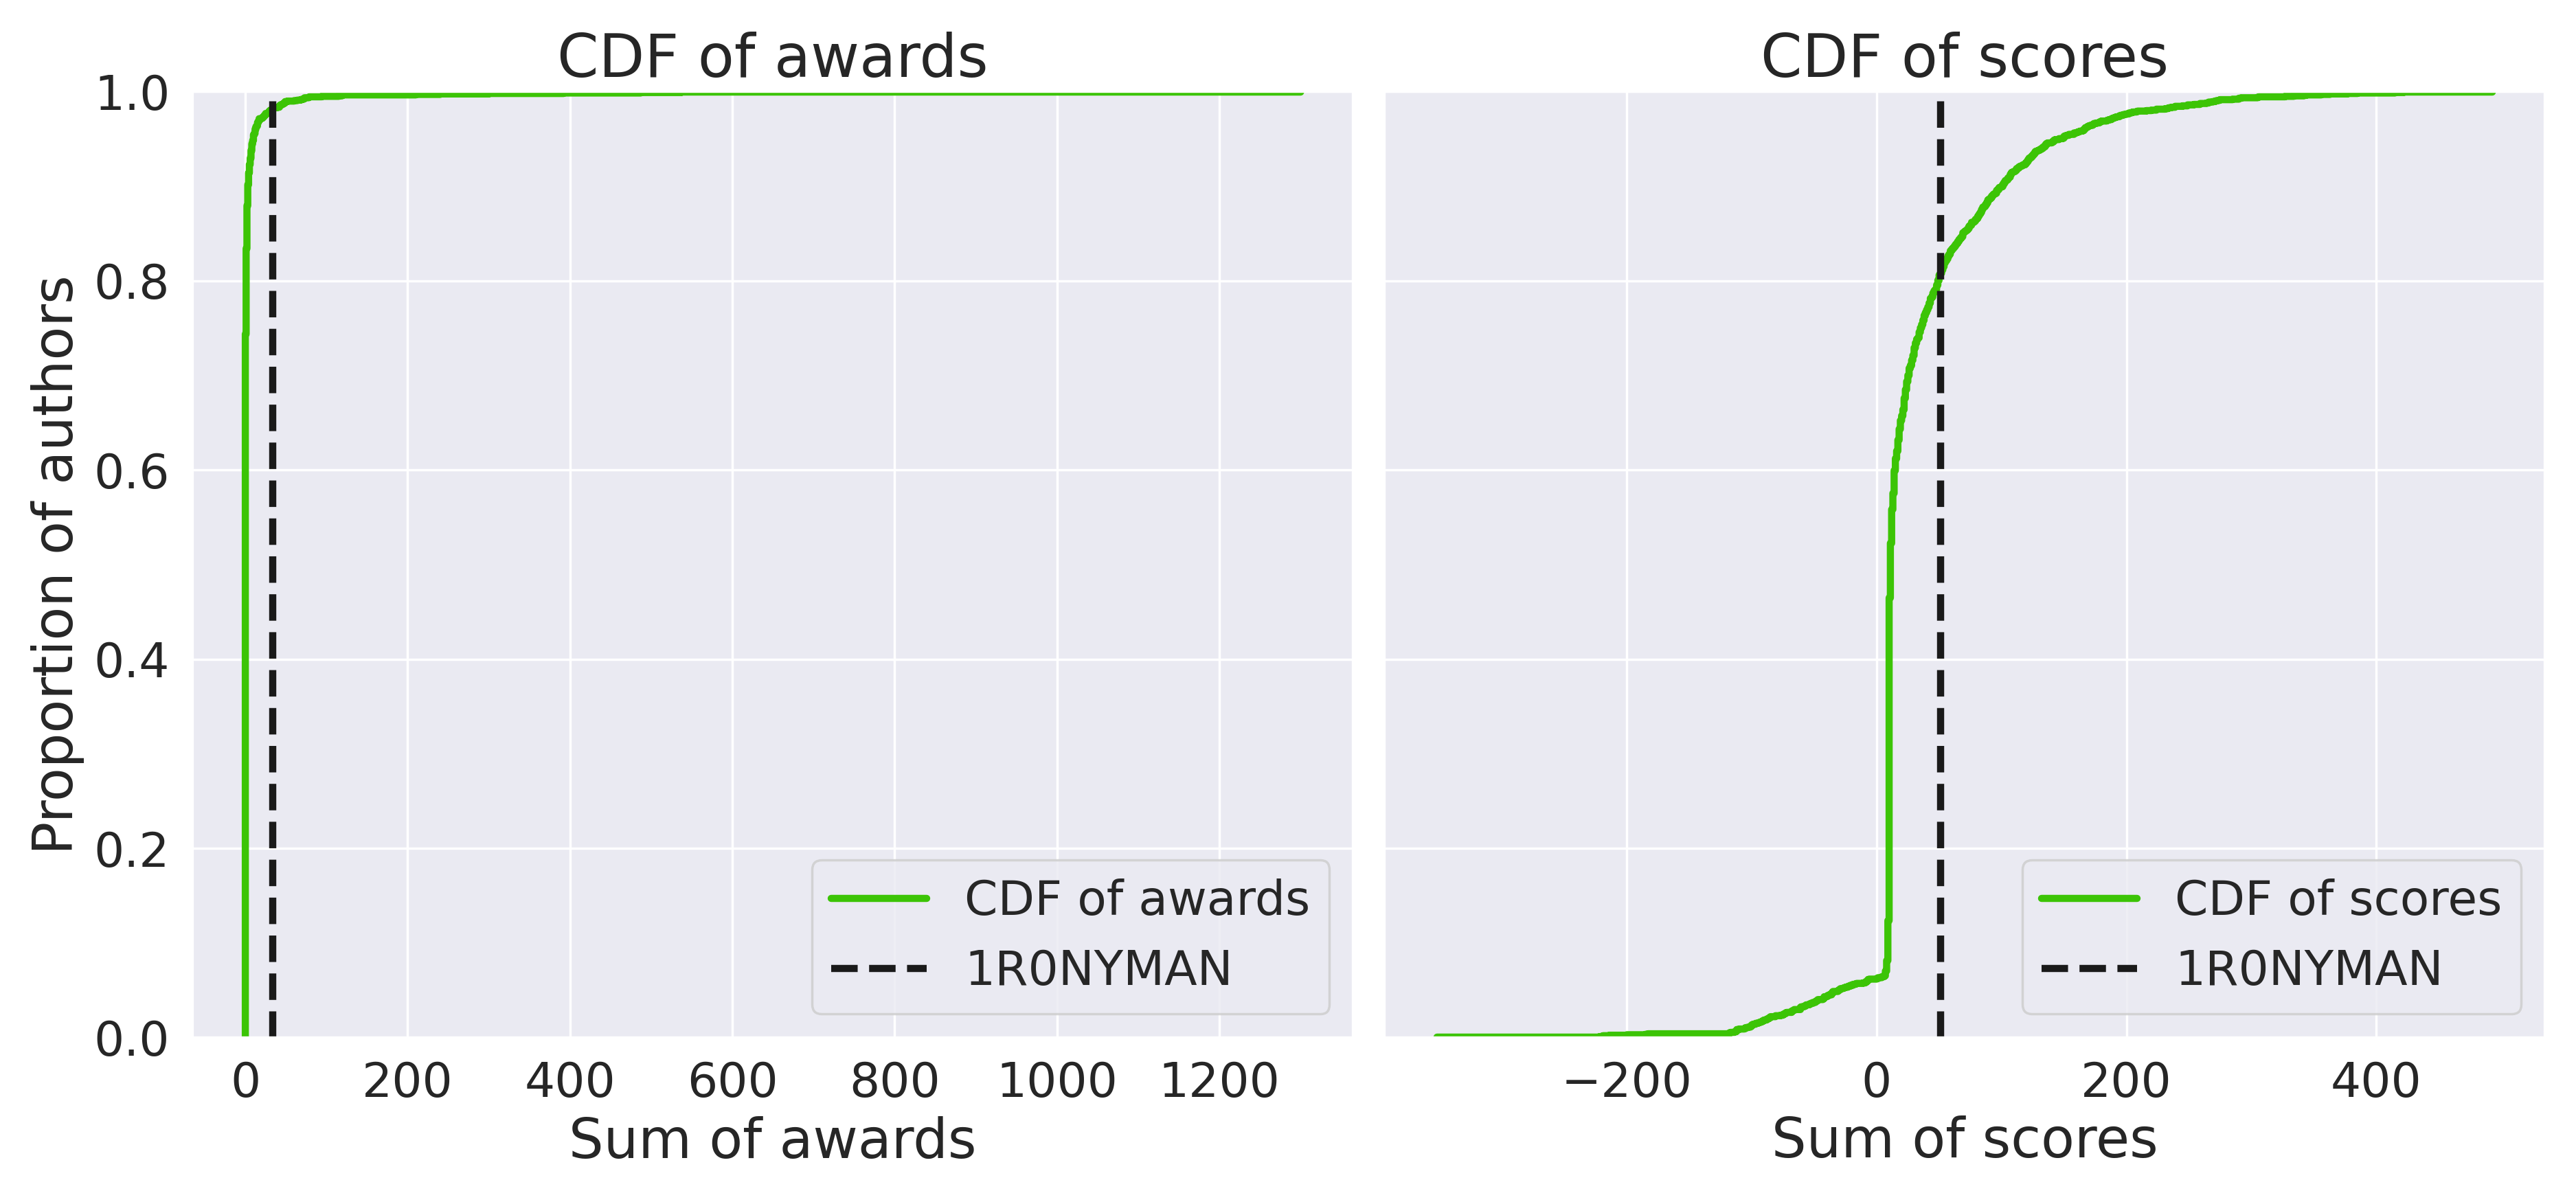 CDF of awards
CDF of scores
Proportion of authors
1.0
0.8
0.6
0.4
0.2
0.0
0 200 400 600 800 1000 1200
Sum of awards
CDF of awards
1R0NYMAN
−200 0 200 400
Sum of scores
CDF of scores
1R0NYMAN